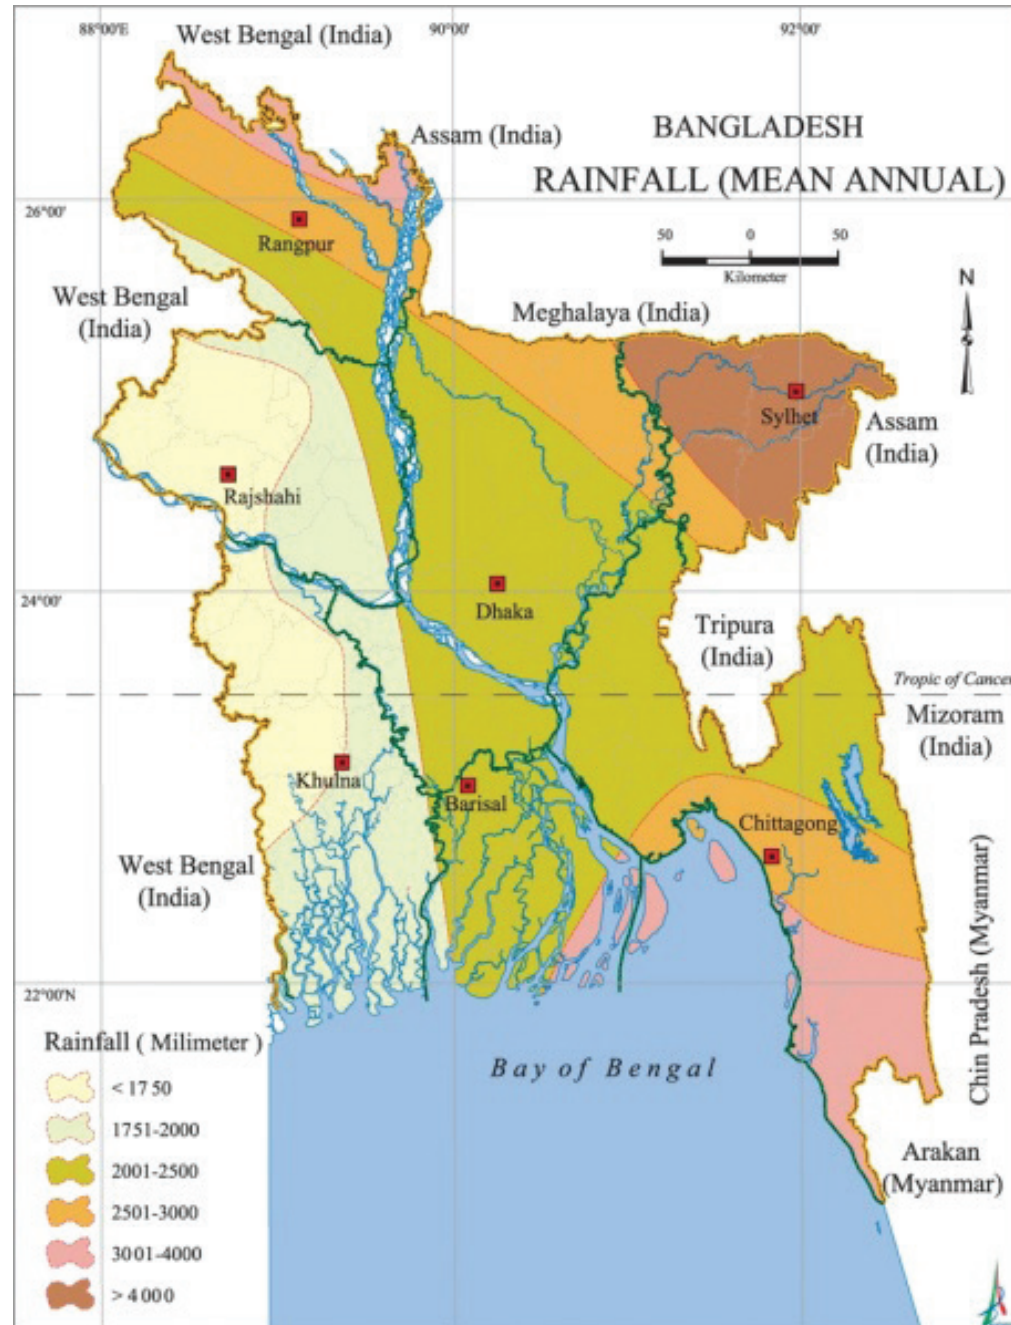 88°00'E
90°00'
92°00'
West Bengal (India)
Assam (India)
BANGLADESH
RAINFALL (MEAN ANNUAL)
26°00'
Rangpur
50 0 50
Kilometer
N
West Bengal
(India)
Meghalaya (India)
Sylhet
Assam
(India)
Rajshahi
24°00'
Dhaka
Tripura
(India)
Tropic of Cancer
Mizoram
(India)
Khulna
Barisal
Chittagong
West Bengal
(India)
Chin Pradesh (Myanmar)
22°00'N
Bay of Bengal
Arakan
(Myanmar)
Rainfall ( Milimeter )
< 1750
1751-2000
2001-2500
2501-3000
3001-4000
> 4000